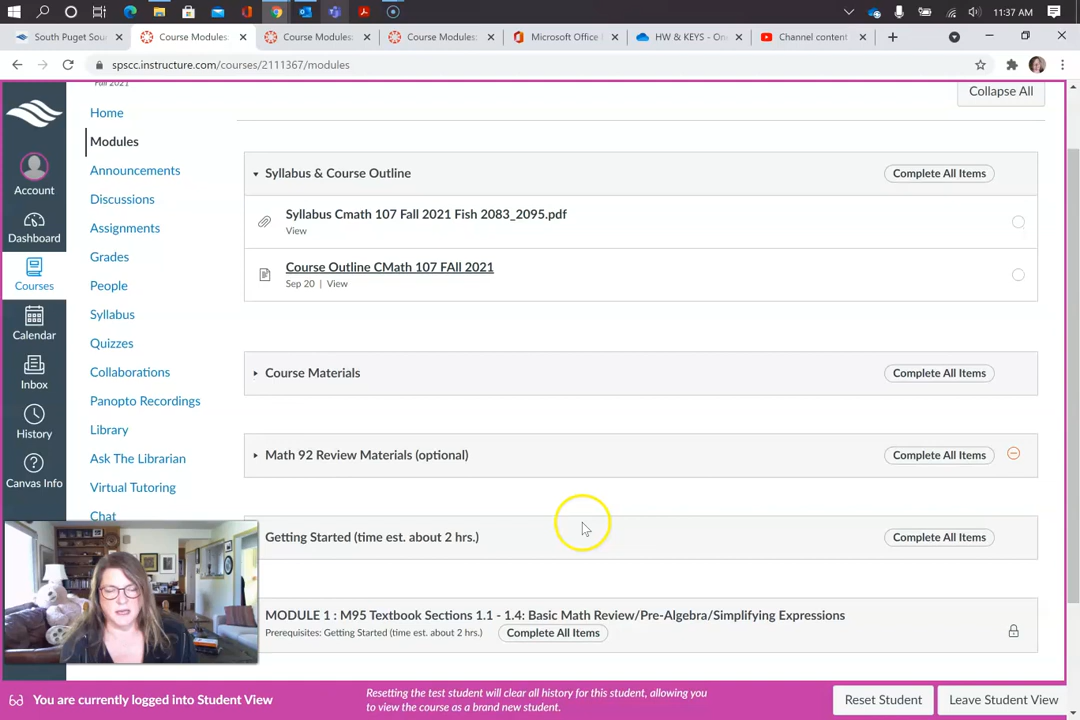 11:37 AM
South Puget Sou
Course Modules:
Course Modules:
Course Modules:
Microsoft Office
HW & KEYS - One
Channel content
spscc.instructure.com/courses/2111367/modules
Fall 2021
Collapse All
Home
Modules
Announcements
Discussions
Assignments
Grades
People
Syllabus
Quizzes
Collaborations
Panopto Recordings
Library
Ask The Librarian
Virtual Tutoring
Chat
Account
Dashboard
Courses
Calendar
Inbox
History
Canvas Info
Syllabus & Course Outline
Complete All Items
Syllabus Cmath 107 Fall 2021 Fish 2083_2095.pdf
View
Course Outline CMath 107 FAll 2021
Sep 20 | View
Course Materials
Complete All Items
Math 92 Review Materials (optional)
Complete All Items
Getting Started (time est. about 2 hrs.)
Complete All Items
MODULE 1 : M95 Textbook Sections 1.1 - 1.4: Basic Math Review/Pre-Algebra/Simplifying Expressions
Prerequisites: Getting Started (time est. about 2 hrs.)
Complete All Items
You are currently logged into Student View
Resetting the test student will clear all history for this student, allowing
you to view the course as a brand new student.
Reset Student
Leave Student View